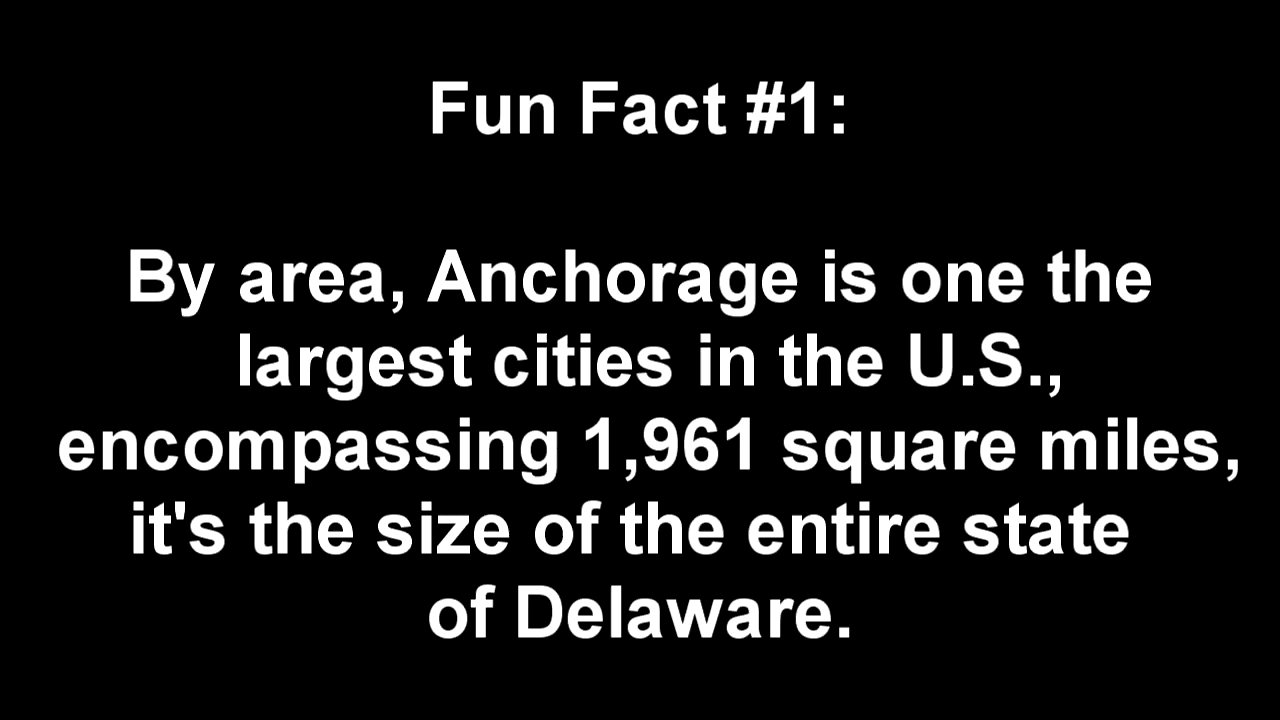 Fun Fact #1:
By area, Anchorage is one the
largest cities in the U.S.,
encompassing 1,961 square miles,
it's the size of the entire state
of Delaware.